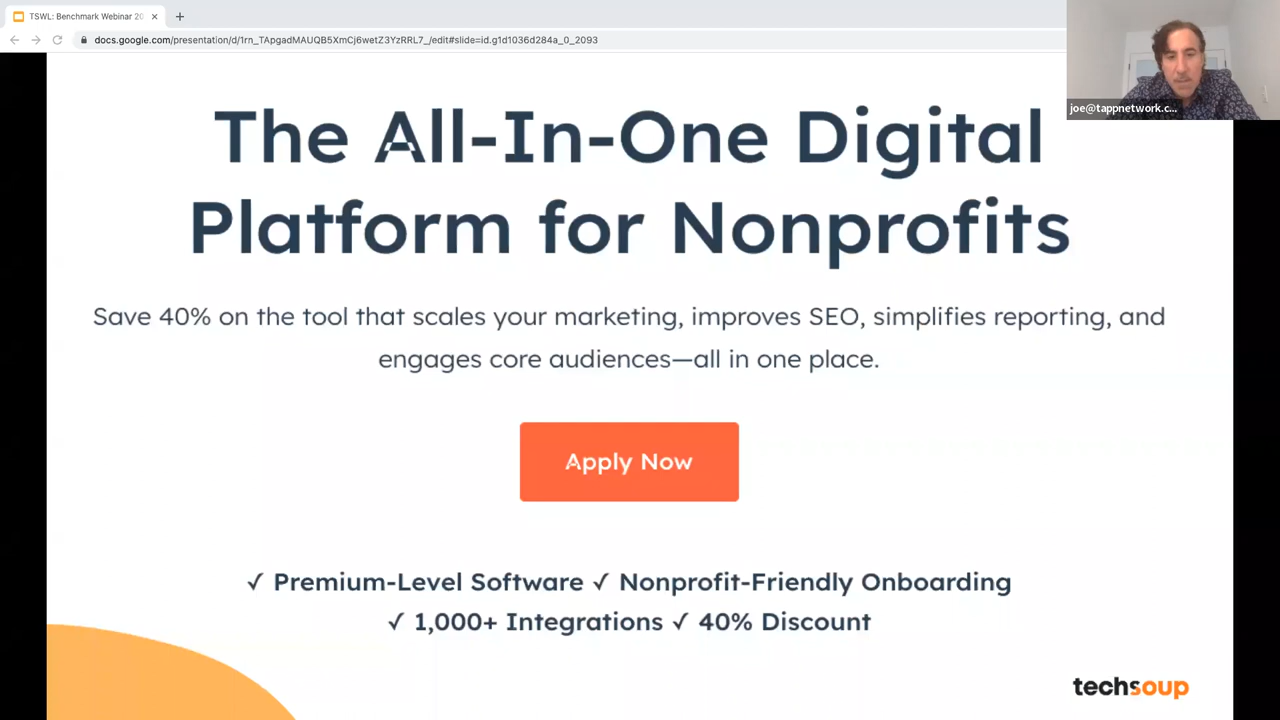 TSWL: Benchmark Webinar 20
docs.google.com/presentation/d/1rn_TApgadMAUQB5XmCj6wetZ3YzRRL7_/edit#slide=id.g1d1036d284a_0_2093
joe@tappnetwork.c...
The All-In-One Digital
Platform for Nonprofits
Save 40% on the tool that scales your marketing, improves SEO, simplifies reporting, and
engages core audiences—all in one place.
Apply Now
✓ Premium-Level Software ✓ Nonprofit-Friendly Onboarding
✓ 1,000+ Integrations ✓ 40% Discount
techsoup